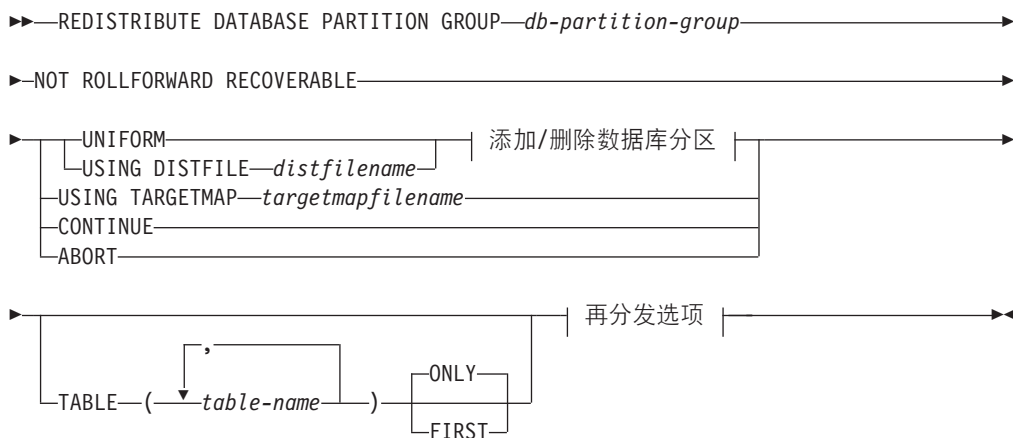 REDISTRIBUTE DATABASE PARTITION GROUP db-partition-group
NOT ROLLFORWARD RECOVERABLE
UNIFORM 添加/删除数据库分区
USING DISTFILE distfilename
USING TARGETMAP targetmapfilename
CONTINUE
ABORT
再分发选项
,
ONLY
TABLE ( table-name )
FIRST